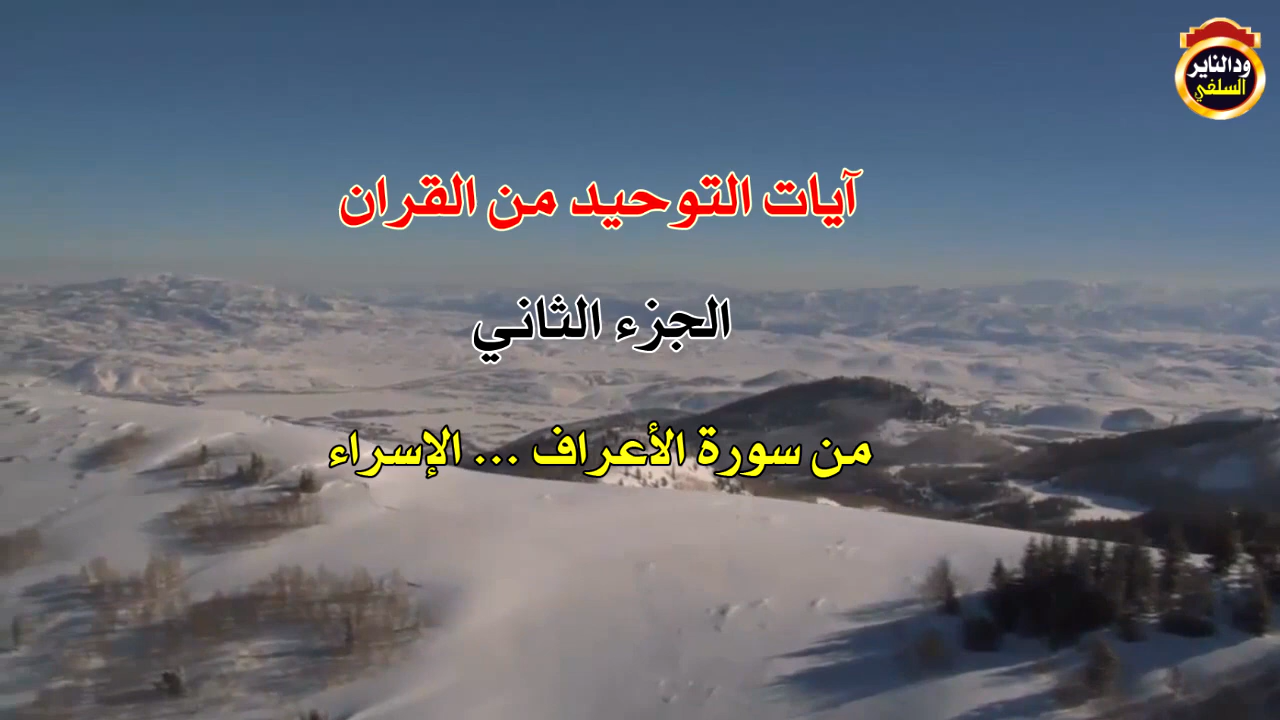 ودالناير
السلفي
آيات التوحيد من القران
الجزء الثاني
من سورة الأعراف ... الإسراء